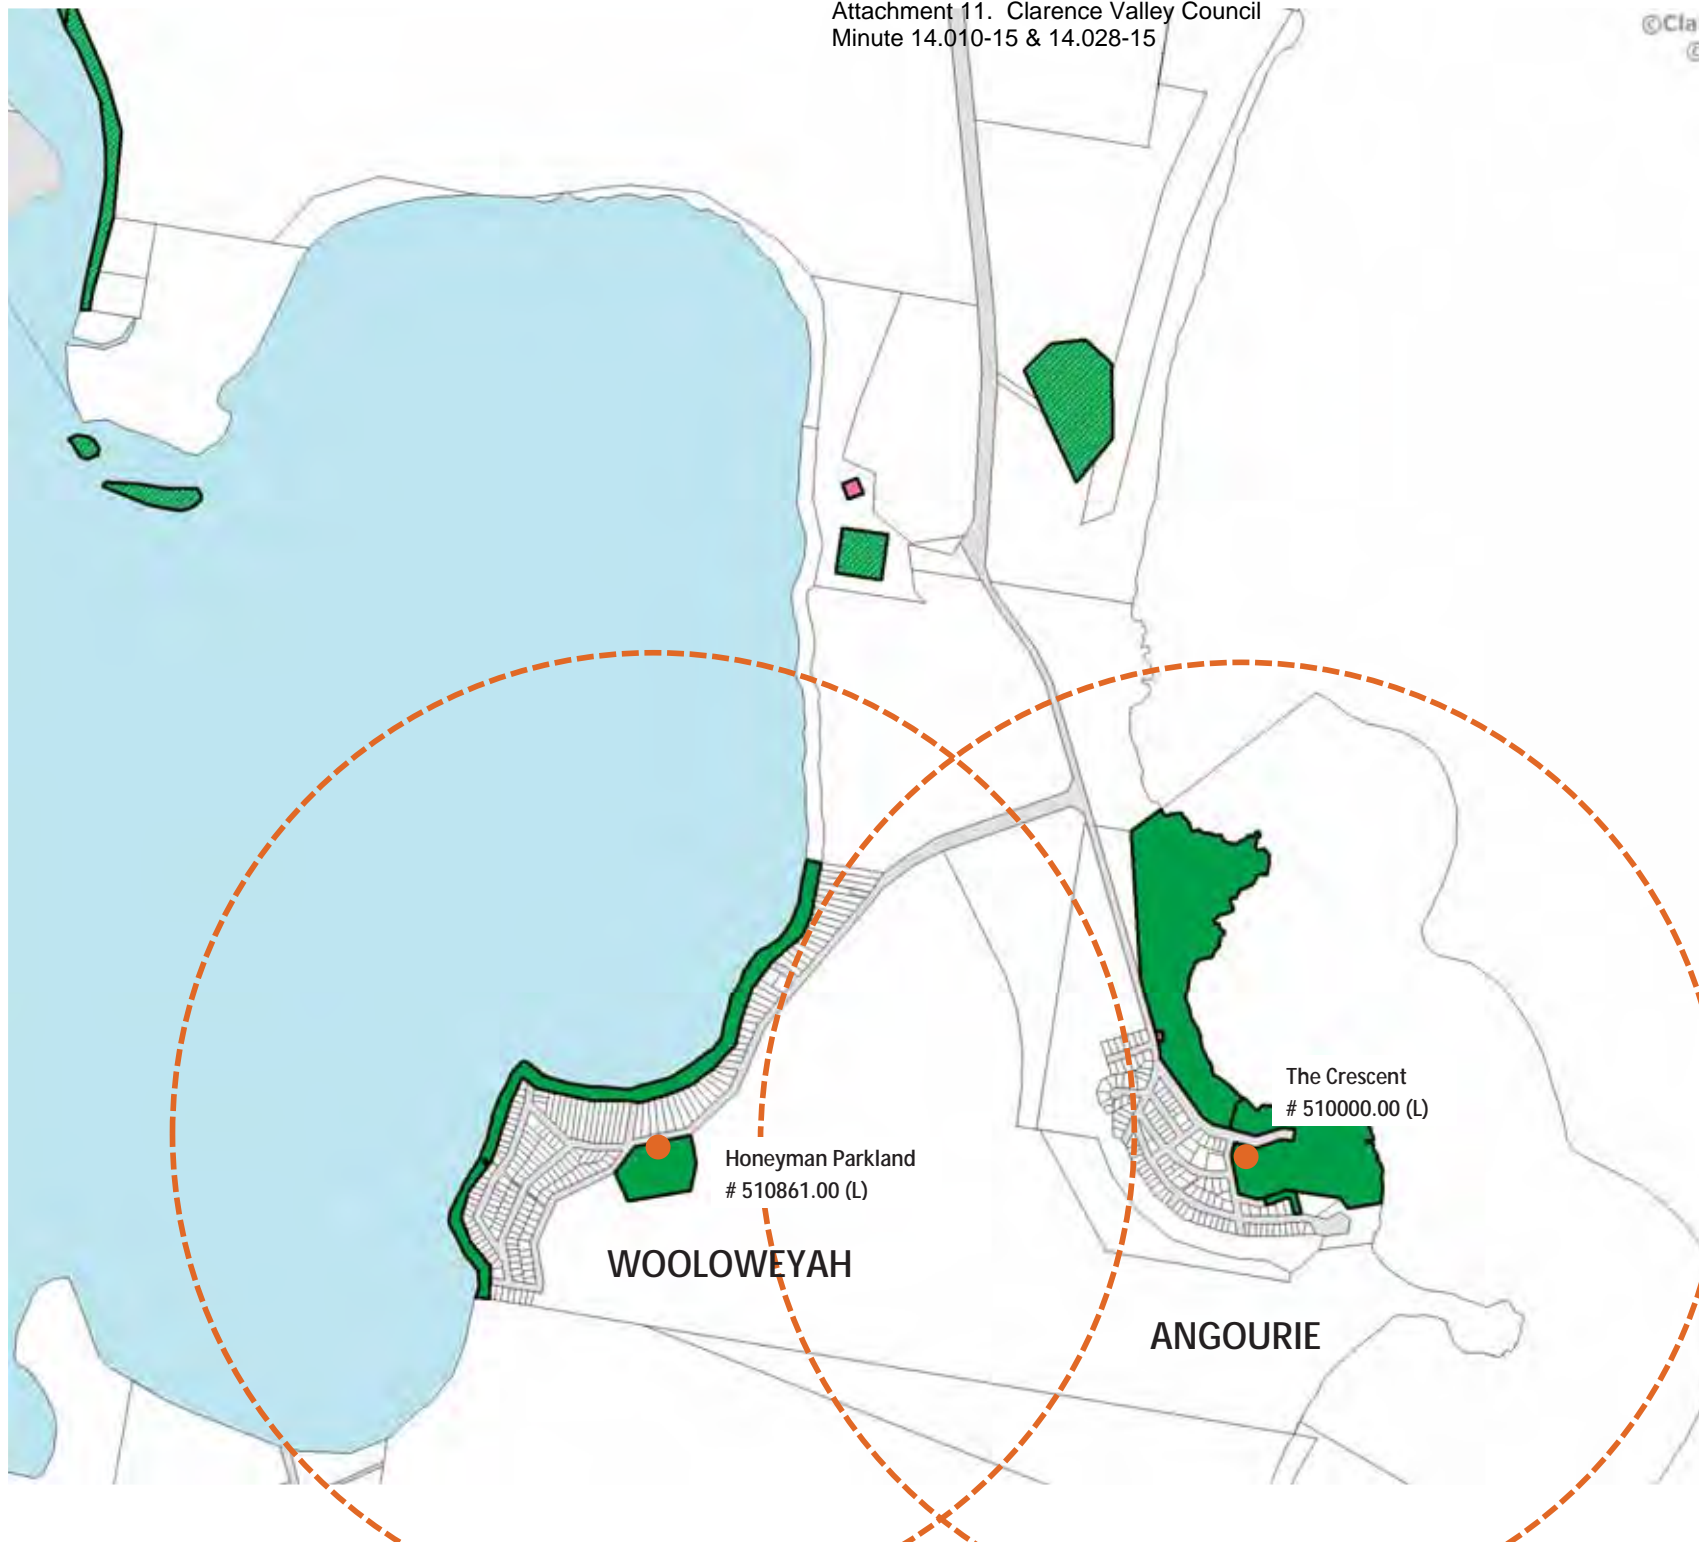 Attachment 11. Clarence Valley Council
Minute 14.010-15 & 14.028-15
©Cla
©
The Crescent
# 510000.00 (L)
Honeyman Parkland
# 510861.00 (L)
WOOLOWEYAH
ANGOURIE